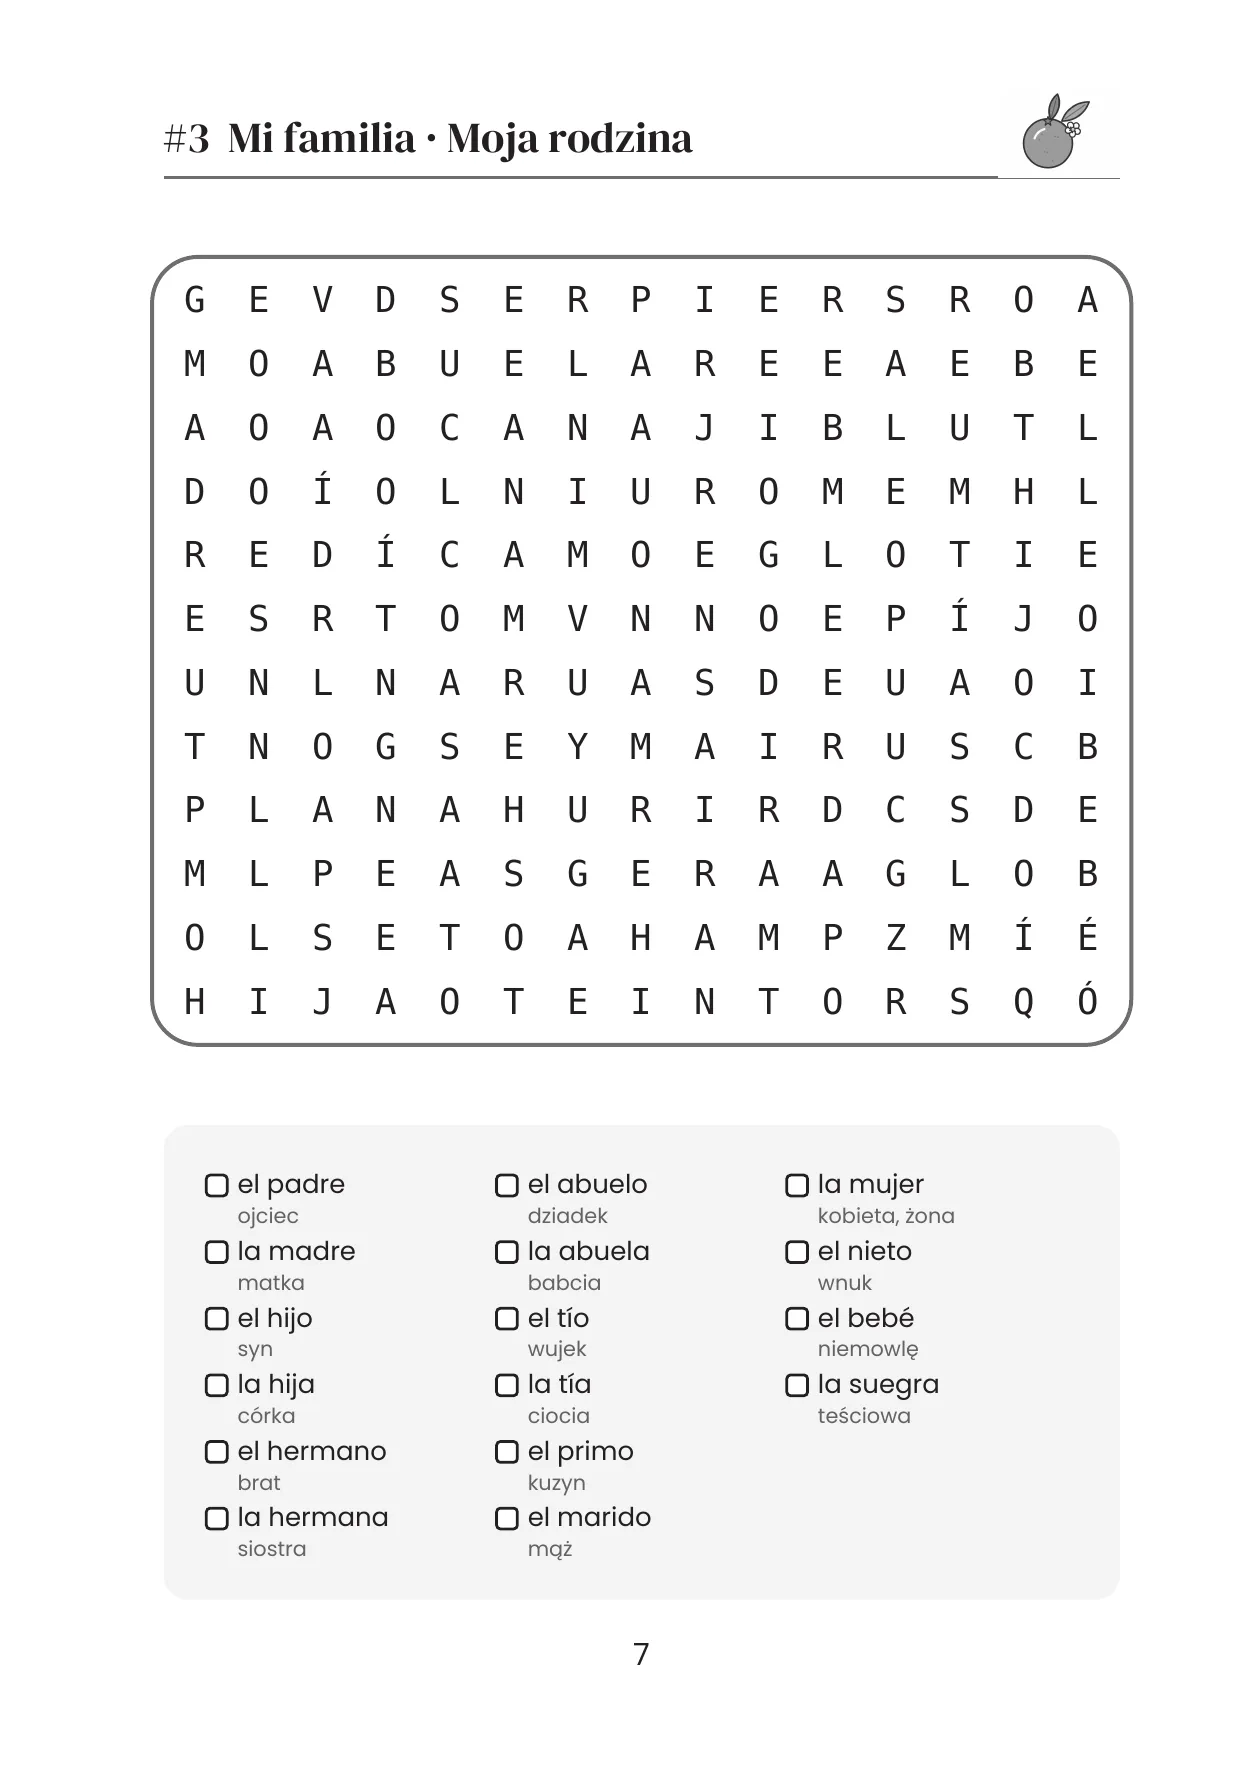 #3 Mi familia · Moja rodzina
G E V D S E R P I E R S R O A
M O A B U E L A R E E A E B E
A O A O C A N A J I B L U T L
D O Í O L N I U R O M E M H L
R E D Í C A M O E G L O T I E
E S R T O M V N N O E P Í J O
U N L N A R U A S D E U A O I
T N O G S E Y M A I R U S C B
P L A N A H U R I R D C S D E
M L P E A S G E R A A G L O B
O L S E T O A H A M P Z M Í É
H I J A O T E I N T O R S Q Ó
el padre
ojciec
la madre
matka
el hijo
syn
la hija
córka
el hermano
brat
la hermana
siostra
el abuelo
dziadek
la abuela
babcia
el tío
wujek
la tía
ciocia
el primo
kuzyn
el marido
mąż
la mujer
kobieta, żona
el nieto
wnuk
el bebé
niemowlę
la suegra
teściowa
7